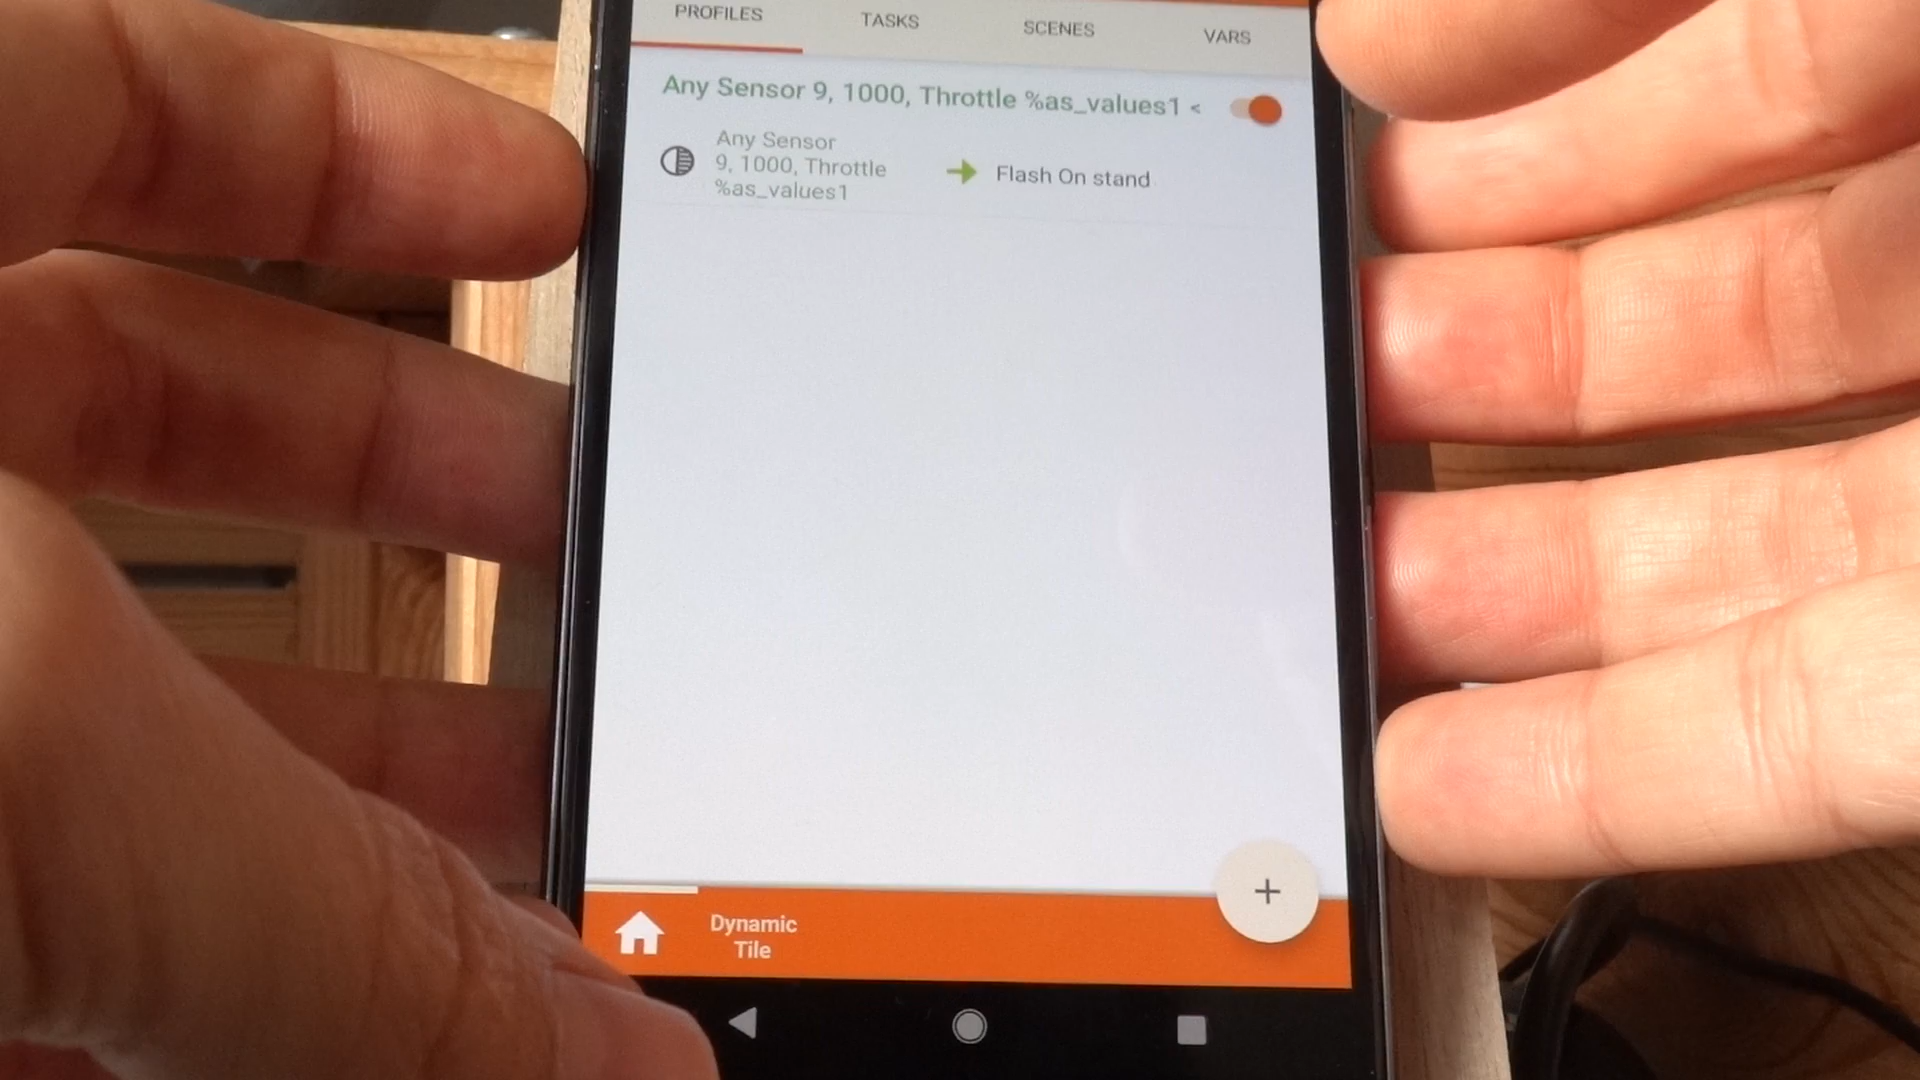 PROFILES TASKS SCENES VARS
Any Sensor 9, 1000, Throttle %as_values1 <
Any Sensor
9, 1000, Throttle
%as_values1
Flash On stand
+
Dynamic
Tile